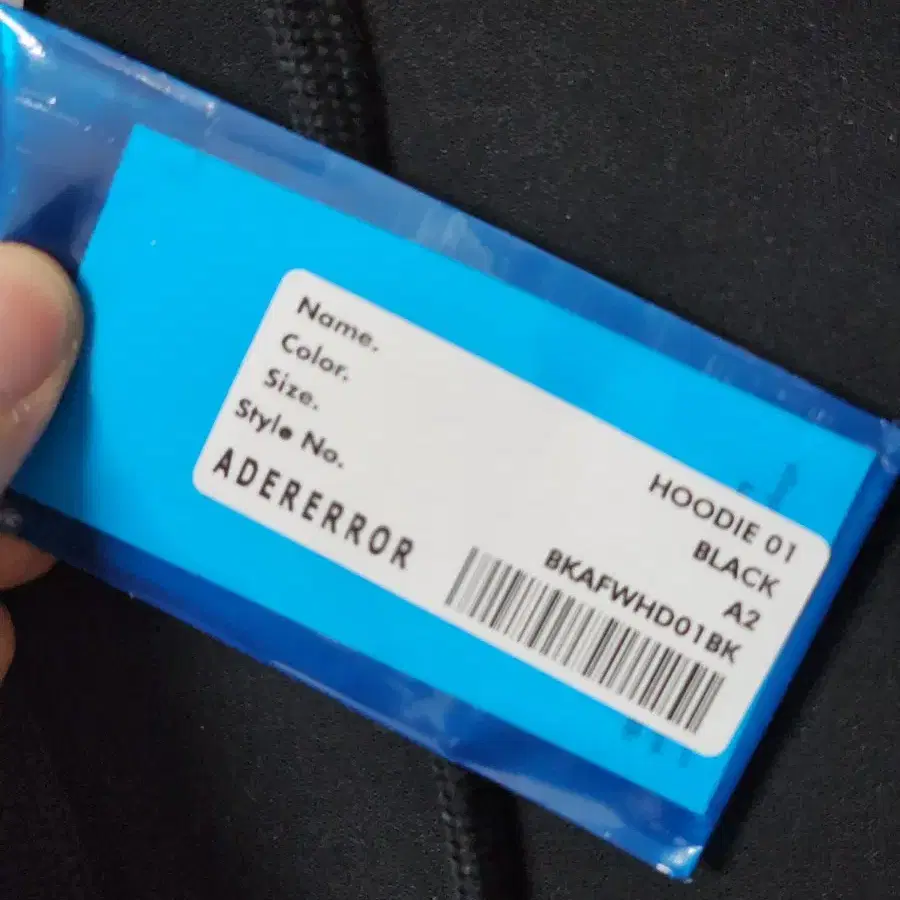 Name.
HOODIE 01
Color.
BLACK
Size.
A2
Style No.
BKAFWHD01BK
ADERERROR